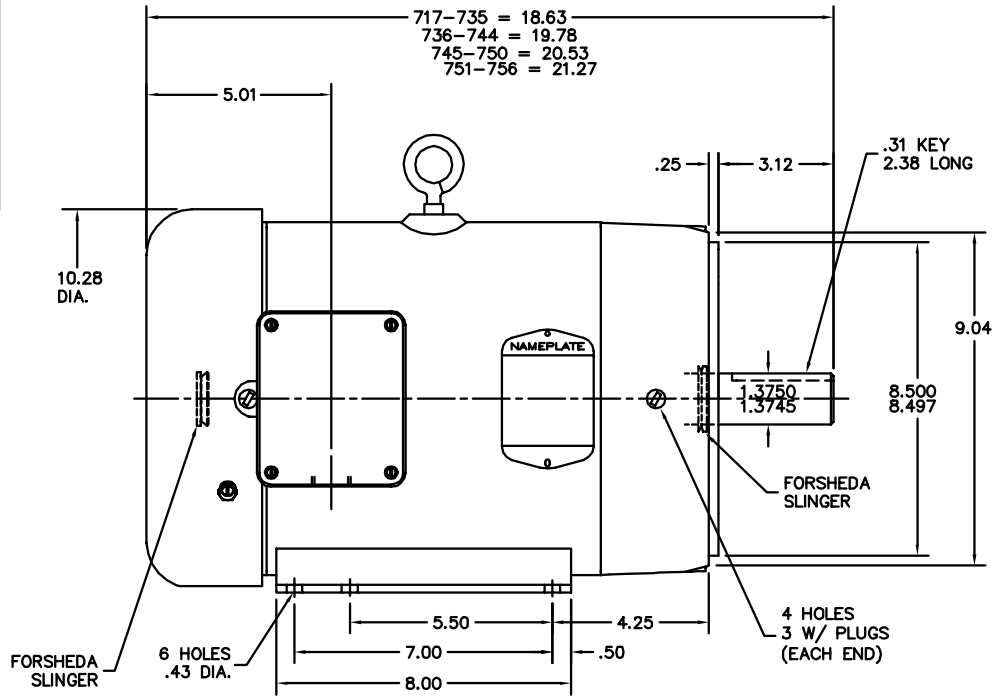 717-735 = 18.63
736-744 = 19.78
745-750 = 20.53
751-756 = 21.27
5.01
.25
3.12
.31 KEY
2.38 LONG
10.28
DIA.
9.04
NAMEPLATE
1.3750
1.3745
8.500
8.497
FORSHEDA
SLINGER
4 HOLES
3 W/ PLUGS
(EACH END)
5.50
4.25
7.00
.50
8.00
6 HOLES
.43 DIA.
FORSHEDA
SLINGER